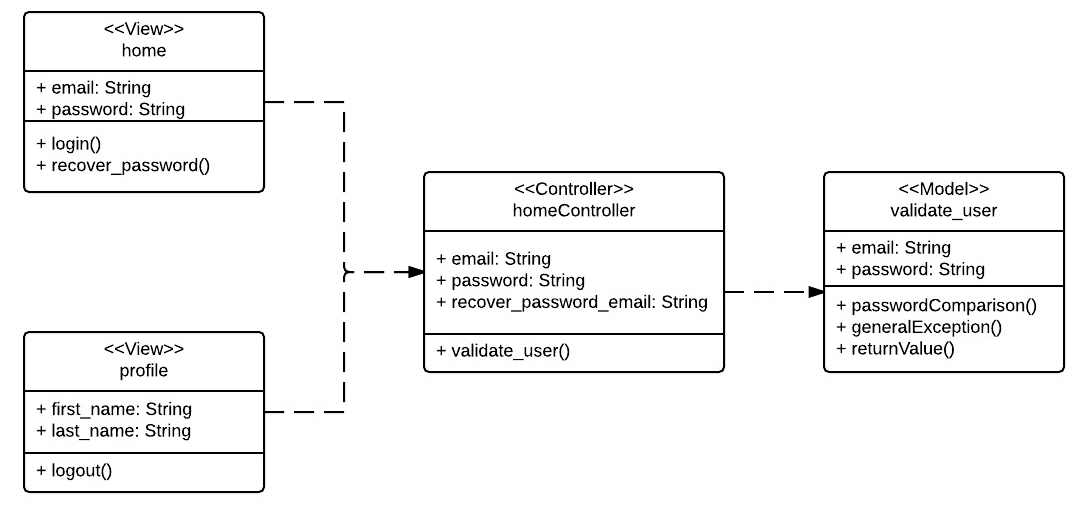 <<View>>
home
+ email: String
+ password: String
+ login()
+ recover_password()
<<View>>
profile
+ first_name: String
+ last_name: String
+ logout()
<<Controller>>
homeController
+ email: String
+ password: String
+ recover_password_email: String
+ validate_user()
<<Model>>
validate_user
+ email: String
+ password: String
+ passwordComparison()
+ generalException()
+ returnValue()